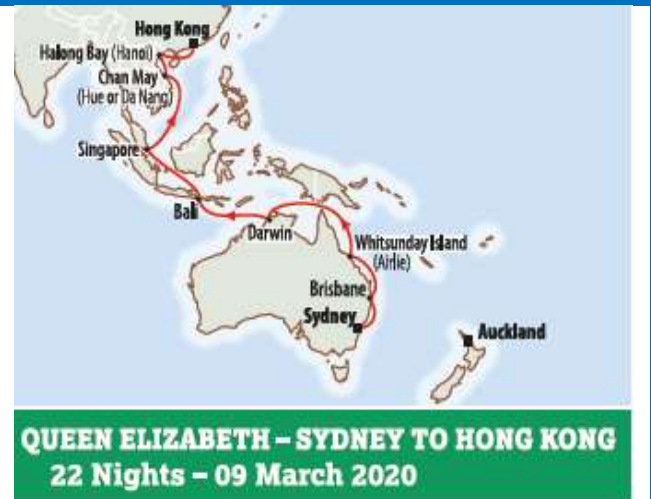 Hong Kong
Halong Bay (Hanoi)
Chan May
(Hue or Da Nang)
Singapore
Bali
Darwin
Whitsunday Island
(Airlie)
Brisbane
Sydney
Auckland
QUEEN ELIZABETH – SYDNEY TO HONG KONG
22 Nights – 09 March 2020